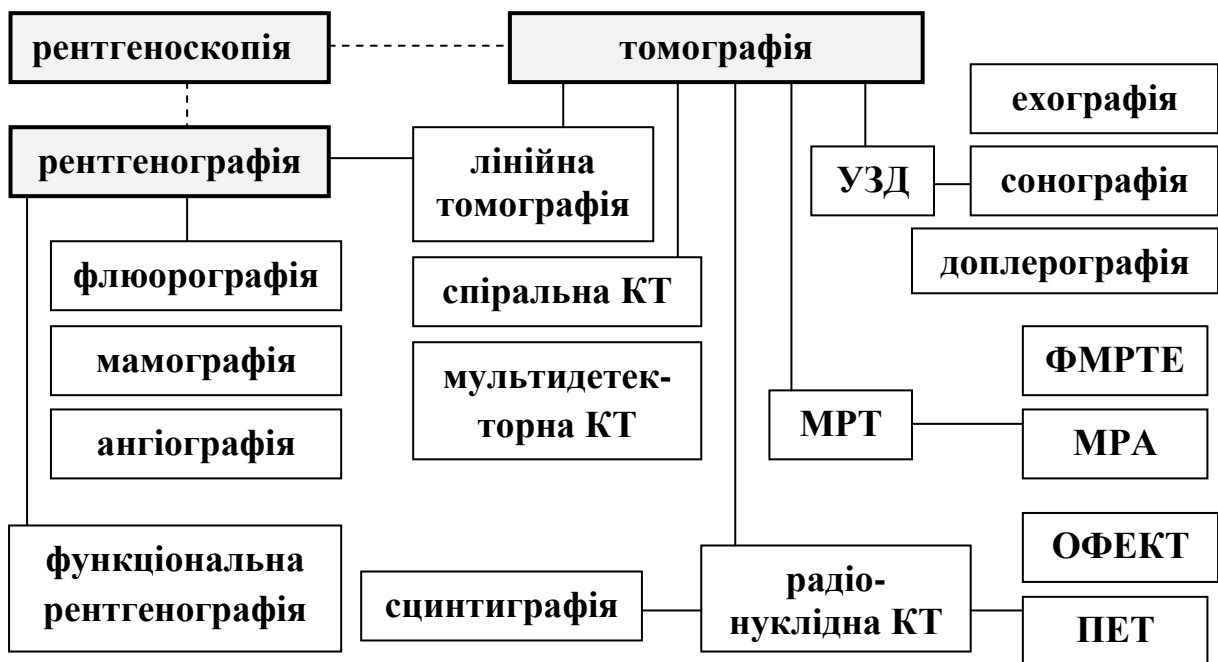 рентгеноскопія
томографія
ехографія
рентгенографія
лінійна
томографія
УЗД
сонографія
флюорографія
спіральна КТ
доплерографія
мамографія
мультидетек-
торна КТ
ФМРТЕ
ангіографія
МРТ
МРА
функціональна
рентгенографія
сцинтиграфія
радіо-
нуклідна КТ
ОФЕКТ
ПЕТ